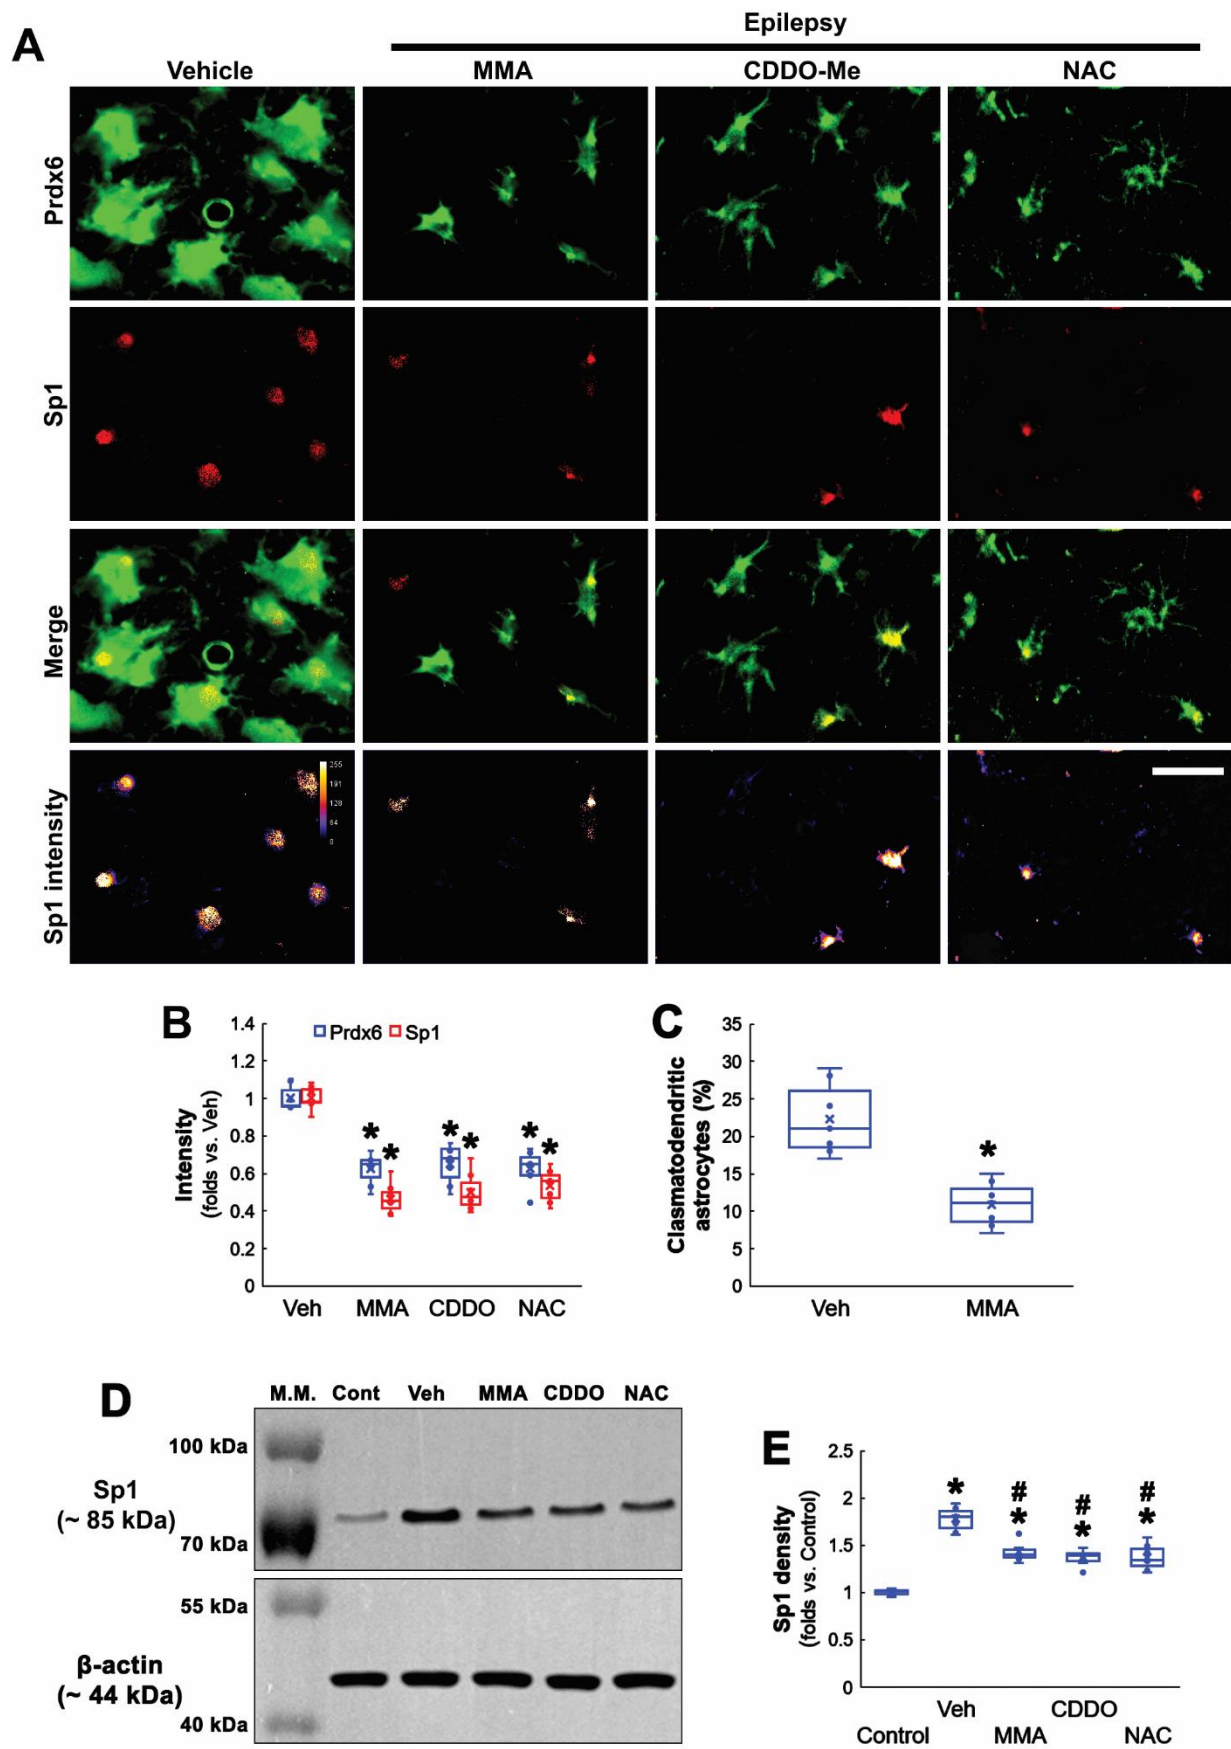 A
Epilepsy
Vehicle
MMA
CDDO-Me
NAC
Prdx6
Sp1
Merge
Sp1 intensity
255
191
128
64
0
B
1.4
1.2
1
0.8
0.6
0.4
0.2
0
Intensity
(folds vs. Veh)
Prdx6
Sp1
* * * * * *
Veh MMA CDDO NAC
C
35
30
25
20
15
10
5
0
Clasmatodendritic
astrocytes (%)
*
Veh MMA
D
M.M. Cont Veh MMA CDDO NAC
100 kDa
Sp1
(~ 85 kDa)
70 kDa
55 kDa
β-actin
(~ 44 kDa)
40 kDa
E
2.5
2
1.5
1
0.5
0
Sp1 density
(folds vs. Control)
# # #
* * * *
Veh CDDO
Control MMA NAC